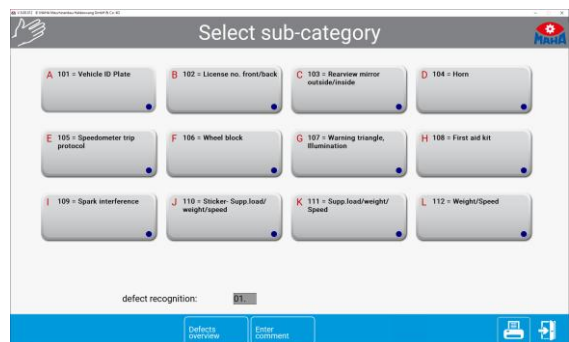 Select sub-category
MAHA
A 101 = Vehicle ID Plate
B 102 = License no. front/back
C 103 = Rearview mirror
outside/inside
D 104 = Horn
E 105 = Speedometer trip
protocol
F 106 = Wheel block
G 107 = Warning triangle,
Illumination
H 108 = First aid kit
I 109 = Spark interference
J 110 = Sticker- Supp.load/
weight/speed
K 111 = Supp.load/weight/
Speed
L 112 = Weight/Speed
defect recognition: 01.
Defects
overview
Enter
comment